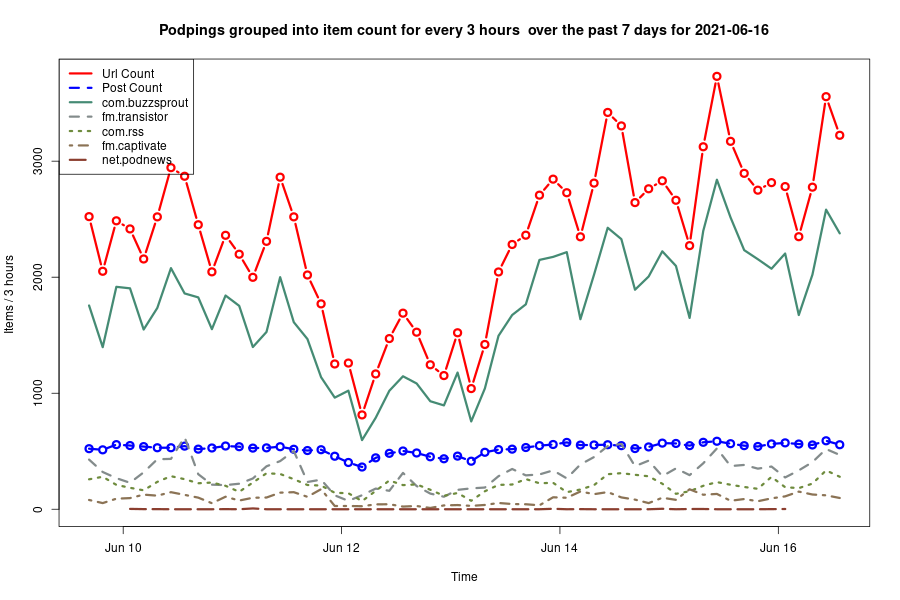 Podpings grouped into item count for every 3 hours  over the past 7 days for 2021-06-16
Url Count
Post Count
com.buzzsprout
fm.transistor
com.rss
fm.captivate
net.podnews
Items / 3 hours
3000
2000
1000
0
Jun 10
Jun 12
Jun 14
Jun 16
Time